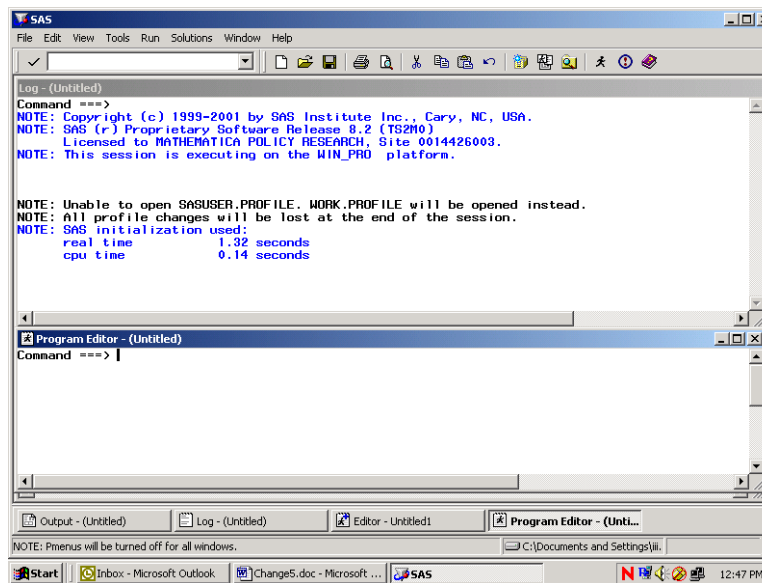 SAS
File Edit View Tools Run Solutions Window Help
Log - (Untitled)
Command ===>
NOTE: Copyright (c) 1999-2001 by SAS Institute Inc., Cary, NC, USA.
NOTE: SAS (r) Proprietary Software Release 8.2 (TS2M0)
Licensed to MATHEMATICA POLICY RESEARCH, Site 0014426003.
NOTE: This session is executing on the WIN_PRO platform.
NOTE: Unable to open SASUSER.PROFILE. WORK.PROFILE will be opened instead.
NOTE: All profile changes will be lost at the end of the session.
NOTE: SAS initialization used:
real time 1.32 seconds
cpu time 0.14 seconds
Program Editor - (Untitled)
Command ===>
Output - (Untitled) Log - (Untitled) Editor - Untitled1 Program Editor - (Unti...
NOTE: Pmenus will be turned off for all windows. C:\Documents and Settings\jii.
Start Inbox - Microsoft Outlook Change5.doc - Microsoft ... SAS N 12:47 PM